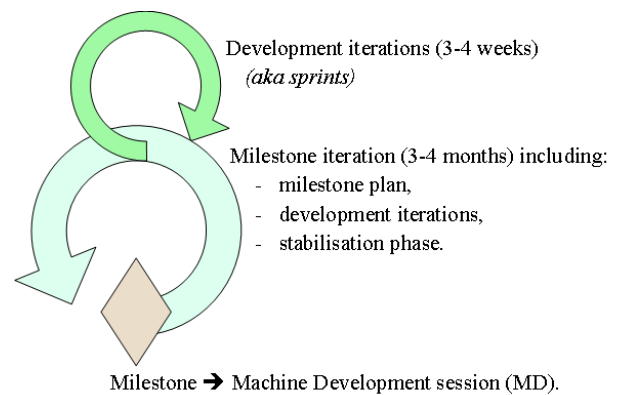 Development iterations (3-4 weeks)
(aka sprints)
Milestone iteration (3-4 months) including:
- milestone plan,
- development iterations,
- stabilisation phase.
Milestone ➔ Machine Development session (MD).